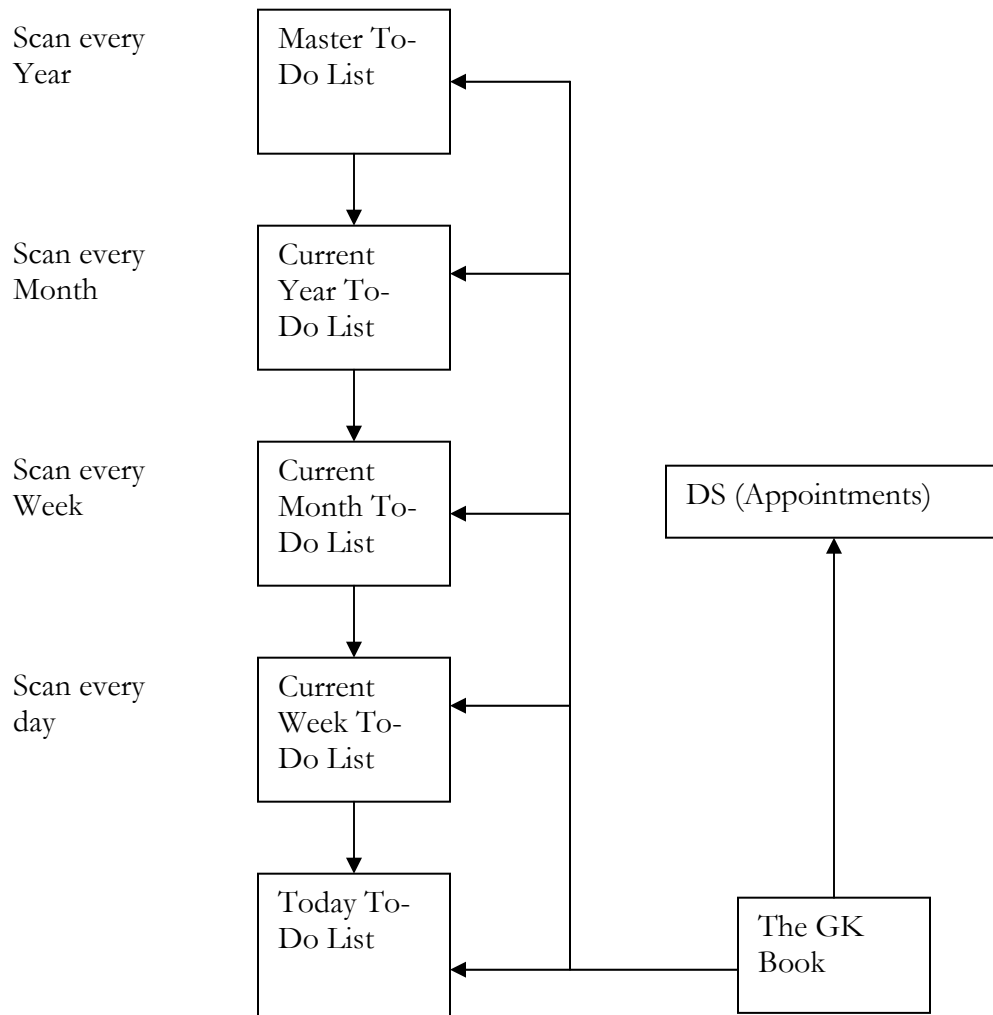 Scan every
Year
Master To-
Do List
Scan every
Month
Current
Year To-
Do List
Scan every
Week
Current
Month To-
Do List
DS (Appointments)
Scan every
day
Current
Week To-
Do List
Today To-
Do List
The GK
Book